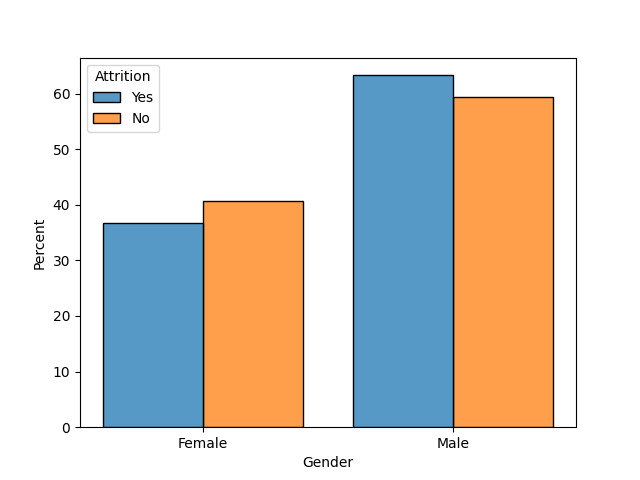 Attrition
Yes
No
60
50
40
30
20
10
0
Percent
Female
Male
Gender